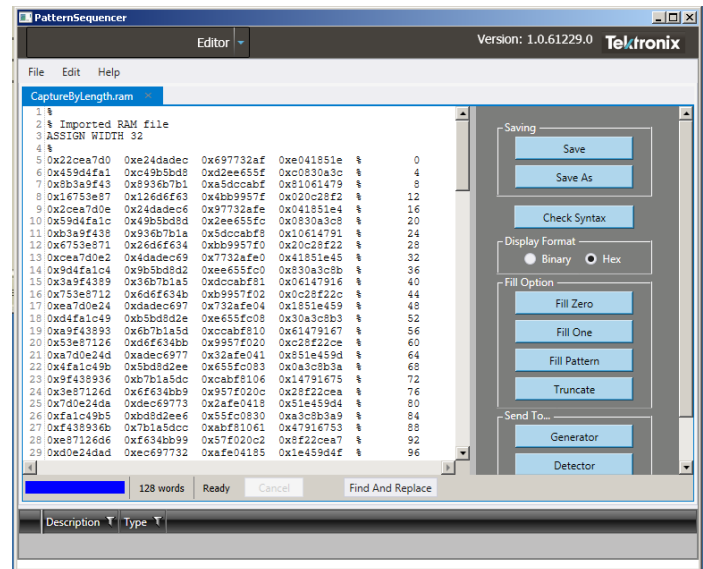 PatternSequencer
Editor
Version: 1.0.61229.0 Tektronix
File Edit Help
CaptureByLength.ram ×
1 %
2 % Imported RAM file
3 ASSIGN WIDTH 32
4 %
5 0x22cea7d0 0xe24dadec 0x697732af 0xe041851e % 0
6 0x459d4fa1 0xc49b5bd8 0xd2ee655f 0xc0830a3c % 4
7 0x8b3a9f43 0x8936b7b1 0xa5dccabf 0x81061479 % 8
8 0x16753e87 0x126d6f63 0x4bb9957f 0x020c28f2 % 12
9 0x2cea7d0e 0x24dadec6 0x97732afe 0x041851e4 % 16
10 0x59d4fa1c 0x49b5bd8d 0x2ee655fc 0x0830a3c8 % 20
11 0xb3a9f438 0x936b7b1a 0x5dccabf8 0x10614791 % 24
12 0x6753e871 0x26d6f634 0xbb9957f0 0x20c28f22 % 28
13 0xcea7d0e2 0x4dadec69 0x7732afe0 0x41851e45 % 32
14 0x9d4fa1c4 0x9b5bd8d2 0xee655fc0 0x830a3c8b % 36
15 0x3a9f4389 0x36b7b1a5 0xdccabf81 0x06147916 % 40
16 0x753e8712 0x6d6f634b 0xb9957f02 0x0c28f22c % 44
17 0xea7d0e24 0xdadec697 0x732afe04 0x1851e459 % 48
18 0xd4fa1c49 0xb5bd8d2e 0xe655fc08 0x30a3c8b3 % 52
19 0xa9f43893 0x6b7b1a5d 0xccabf810 0x61479167 % 56
20 0x53e87126 0xd6f634bb 0x9957f020 0xc28f22ce % 60
21 0xa7d0e24d 0xadec6977 0x32afe041 0x851e459d % 64
22 0x4fa1c49b 0x5bd8d2ee 0x655fc083 0x0a3c8b3a % 68
23 0x9f438936 0xb7b1a5dc 0xcabf8106 0x14791675 % 72
24 0x3e87126d 0x6f634bb9 0x957f020c 0x28f22cea % 76
25 0x7d0e24da 0xdec69773 0x2afe0418 0x51e459d4 % 80
26 0xfa1c49b5 0xbd8d2ee6 0x55fc0830 0xa3c8b3a9 % 84
27 0xf438936b 0x7b1a5dcc 0xabf81061 0x47916753 % 88
28 0xe87126d6 0xf634bb99 0x57f020c2 0x8f22cea7 % 92
29 0xd0e24dad 0xec697732 0xafe04185 0x1e459d4f % 96
Saving
Save
Save As
Check Syntax
Display Format
Binary Hex
Fill Option
Fill Zero
Fill One
Fill Pattern
Truncate
Send To...
Generator
Detector
128 words Ready Cancel Find And Replace
Description Type